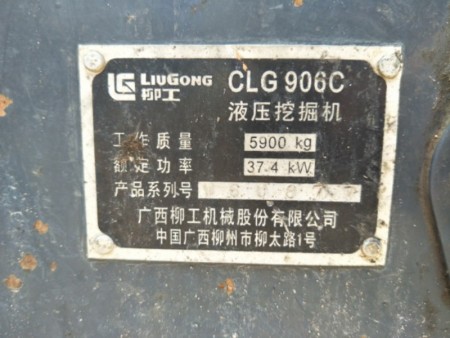 LIUGONG
柳工
CLG 906C
液压挖掘机
工作质量 5900 kg
额定功率 37.4 kW
产品系列号
广西柳工机械股份有限公司
中国广西柳州市柳太路1号